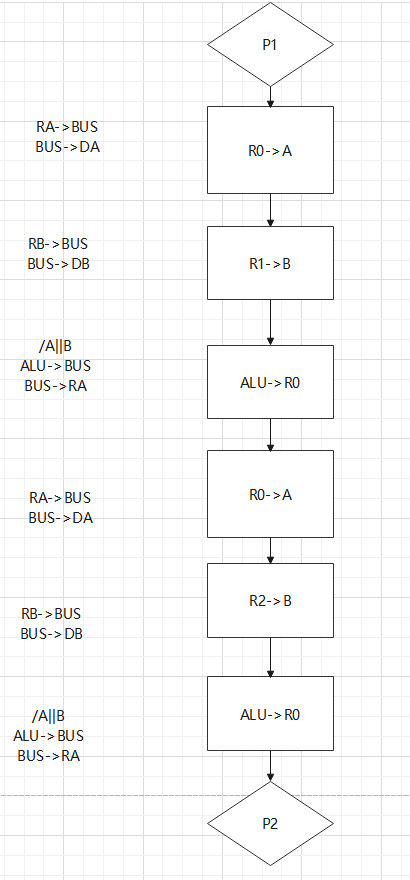 P1
RA->BUS
BUS->DA
R0->A
RB->BUS
BUS->DB
R1->B
/A||B
ALU->BUS
BUS->RA
ALU->R0
RA->BUS
BUS->DA
R0->A
RB->BUS
BUS->DB
R2->B
/A||B
ALU->BUS
BUS->RA
ALU->R0
P2